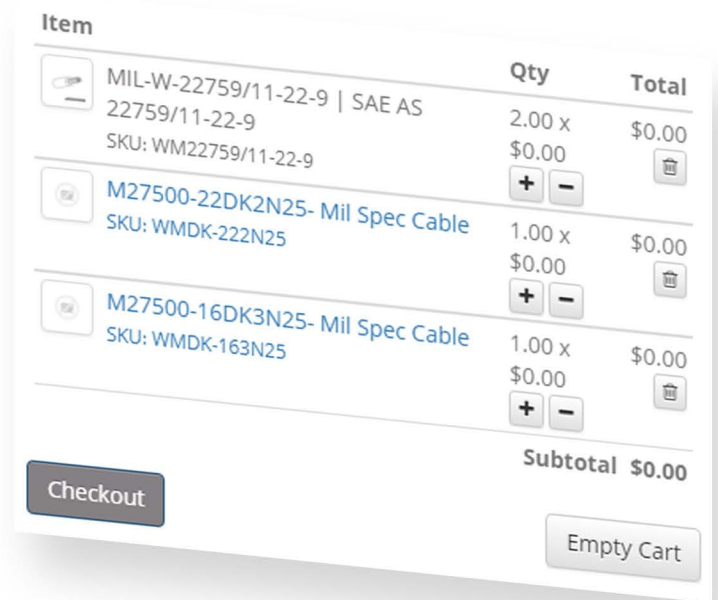 Item
Qty
Total
MIL-W-22759/11-22-9 | SAE AS
22759/11-22-9
SKU: WM22759/11-22-9
2.00 x
$0.00
$0.00
+ −
M27500-22DK2N25- Mil Spec Cable
SKU: WMDK-222N25
1.00 x
$0.00
$0.00
+ −
M27500-16DK3N25- Mil Spec Cable
SKU: WMDK-163N25
1.00 x
$0.00
$0.00
+ −
Subtotal $0.00
Checkout
Empty Cart